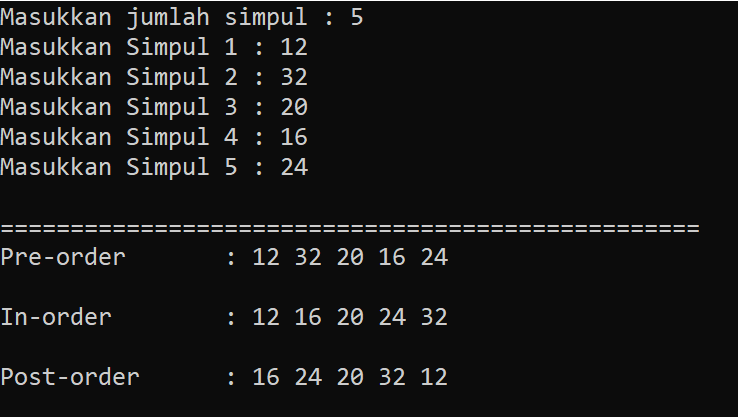 Masukkan jumlah simpul : 5
Masukkan Simpul 1 : 12
Masukkan Simpul 2 : 32
Masukkan Simpul 3 : 20
Masukkan Simpul 4 : 16
Masukkan Simpul 5 : 24
==================================================
Pre-order       : 12 32 20 16 24
In-order        : 12 16 20 24 32
Post-order      : 16 24 20 32 12